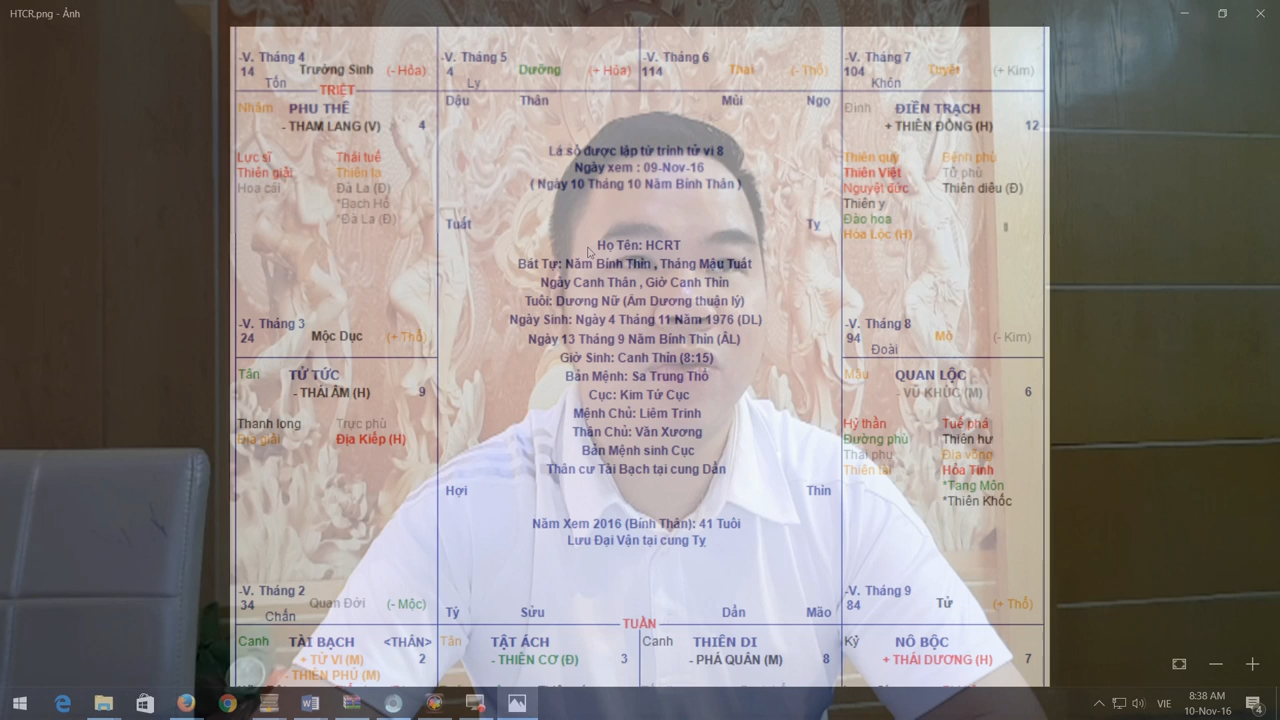 HTCR.png - Ảnh
-V. Tháng 4
14 Trường Sinh (- Hỏa)
Tốn
-V. Tháng 5
4 Dưỡng (+ Hỏa)
Ly
-V. Tháng 6
114 Thai (- Thổ)
-V. Tháng 7
104 Tuyệt (+ Kim)
Khôn
TRIỆT
Nhâm PHU THÊ
- THAM LANG (V) 4
Lực sĩ Thái tuế
Thiên giải Thiên la
Hoa cái Đà La (Đ)
*Bạch Hổ
*Đà La (Đ)
-V. Tháng 3
24 Mộc Dục (+ Thổ)
Dậu Thân Mùi Ngọ
Lá số được lập từ trình tử vi 8
Ngày xem : 09-Nov-16
( Ngày 10 Tháng 10 Năm Bính Thân )
Tuất Tỵ
Họ Tên: HCRT
Bát Tự: Năm Bính Thìn , Tháng Mậu Tuất
Ngày Canh Thân , Giờ Canh Thìn
Tuổi: Dương Nữ (Âm Dương thuận lý)
Ngày Sinh: Ngày 4 Tháng 11 Năm 1976 (DL)
Ngày 13 Tháng 9 Năm Bính Thìn (ÂL)
Giờ Sinh: Canh Thìn (8:15)
Bản Mệnh: Sa Trung Thổ
Cục: Kim Tứ Cục
Mệnh Chủ: Liêm Trinh
Thân Chủ: Văn Xương
Bản Mệnh sinh Cục
Thân cư Tài Bạch tại cung Dần
Hợi Thìn
Năm Xem 2016 (Bính Thân): 41 Tuổi
Lưu Đại Vận tại cung Tỵ
Tý Sửu Dần Mão
Đinh ĐIỀN TRẠCH
+ THIÊN ĐỒNG (H) 12
Thiên quý Bệnh phù
Thiên Việt Tử phù
Nguyệt đức Thiên diêu (Đ)
Thiên y
Đào hoa
Hóa Lộc (H)
-V. Tháng 8
94 Mộ (- Kim)
Đoài
Tân TỬ TỨC
- THÁI ÂM (H) 9
Thanh long Trực phù
Địa giải Địa Kiếp (H)
-V. Tháng 2
34 Quan Đới (- Mộc)
Chấn
Mậu QUAN LỘC
- VŨ KHÚC (M) 6
Hỷ thần Tuế phá
Đường phù Thiên hư
Thai phụ Địa võng
Thiên tài Hỏa Tinh
*Tang Môn
*Thiên Khốc
-V. Tháng 9
84 Tử (+ Thổ)
TUẦN
Canh TÀI BẠCH <THÂN>
+ TỬ VI (M) 2
- THIÊN PHỦ (M)
Tân TẬT ÁCH
- THIÊN CƠ (Đ) 3
Canh THIÊN DI
- PHÁ QUÂN (M) 8
Kỷ NÔ BỘC
+ THÁI DƯƠNG (H) 7
VIE
8:38 AM
10-Nov-16
4